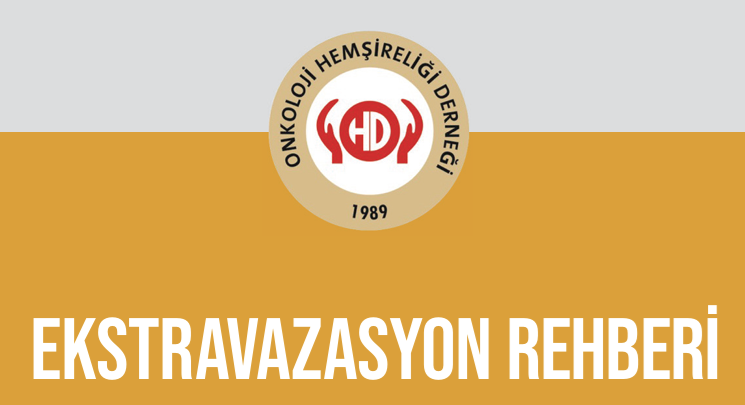 ONKOLOJİ HEMŞİRELİĞİ DERNEĞİ
HD
1989
EKSTRAVAZASYON REHBERİ